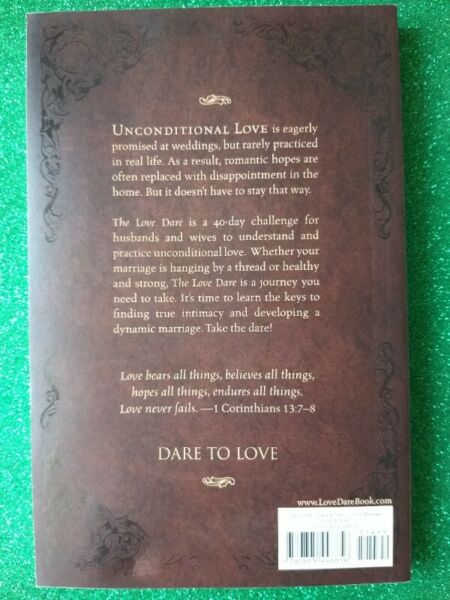 UNCONDITIONAL LOVE is eagerly
promised at weddings, but rarely practiced
in real life. As a result, romantic hopes are
often replaced with disappointment in the
home. But it doesn't have to stay that way.
The Love Dare is a 40-day challenge for
husbands and wives to understand and
practice unconditional love. Whether your
marriage is hanging by a thread or healthy
and strong, The Love Dare is a journey you
need to take. It's time to learn the keys to
finding true intimacy and developing a
dynamic marriage. Take the dare!
Love bears all things, believes all things,
hopes all things, endures all things.
Love never fails. —1 Corinthians 13:7–8
DARE TO LOVE
www.LoveDareBook.com